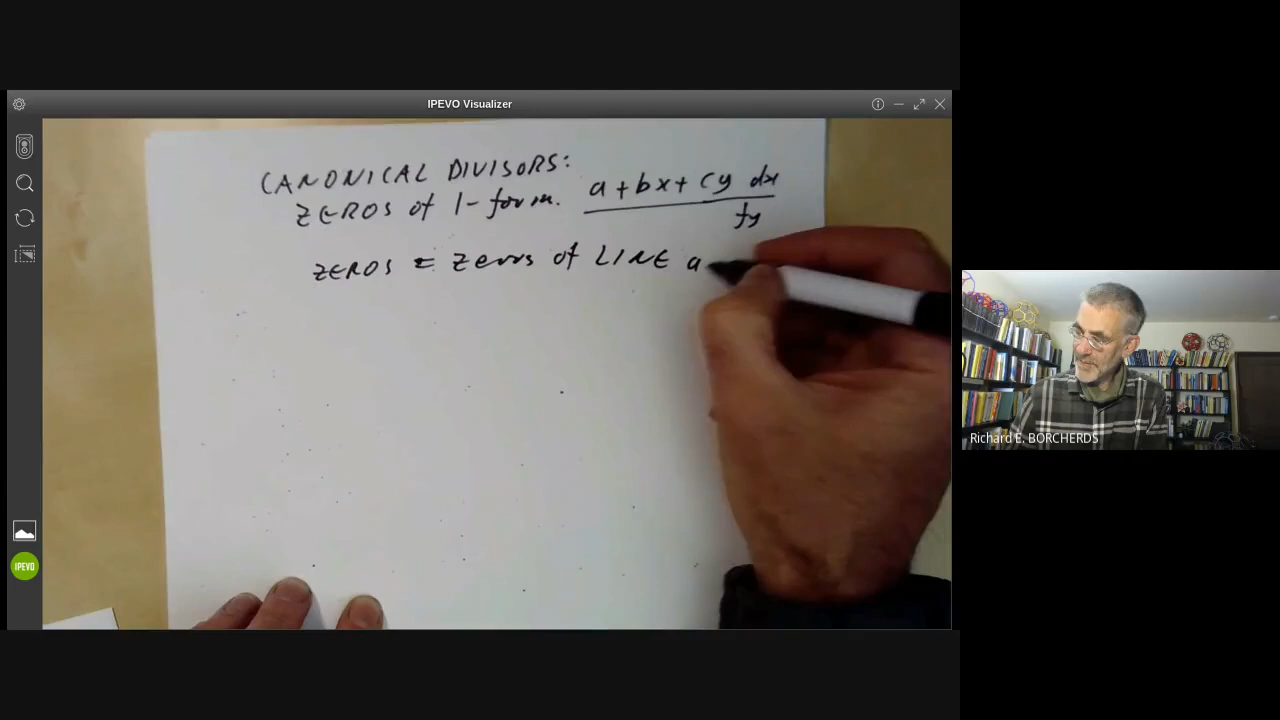 IPEVO Visualizer
CANONICAL DIVISORS:
ZEROS of 1-form. a+bx+cy dx
fy
ZEROS = zeros of LINE a
IPEVO
Richard E. BORCHERDS